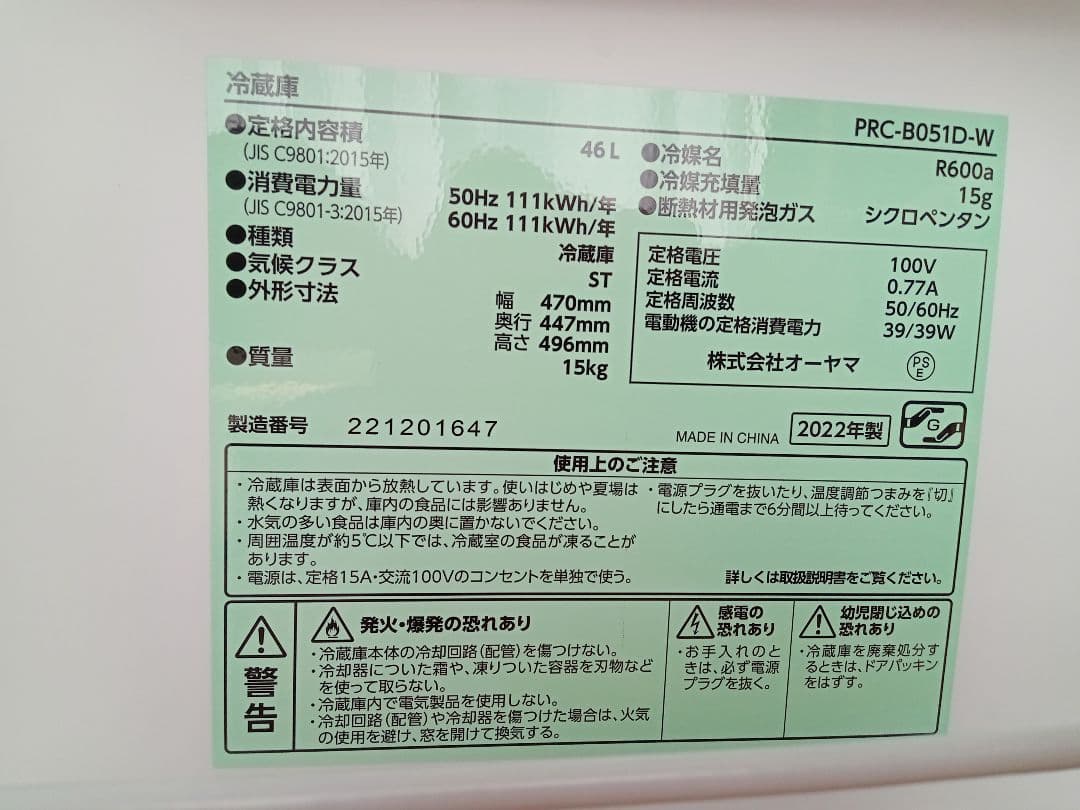 冷蔵庫
PRC-B051D-W
●定格内容積
(JIS C9801:2015年)
46L
●消費電力量
(JIS C9801-3:2015年)
50Hz 111kWh/年
60Hz 111kWh/年
●種類
冷蔵庫
●気候クラス
ST
●外形寸法
幅 470mm
奥行 447mm
高さ 496mm
●質量
15kg
●冷媒名
R600a
●冷媒充填量
15g
●断熱材用発泡ガス
シクロペンタン
定格電圧 100V
定格電流 0.77A
定格周波数 50/60Hz
電動機の定格消費電力 39/39W
株式会社オーヤマ
PS
E
製造番号 221201647
MADE IN CHINA
2022年製
G
使用上のご注意
・冷蔵庫は表面から放熱しています。使いはじめや夏場は
熱くなりますが、庫内の食品には影響ありません。
・水気の多い食品は庫内の奥に置かないでください。
・周囲温度が約5℃以下では、冷蔵室の食品が凍ることが
あります。
・電源は、定格15A・交流100Vのコンセントを単独で使う。
・電源プラグを抜いたり、温度調節つまみを『切』
にしたら通電まで6分間以上待ってください。
詳しくは取扱説明書をご覧ください。
警告
発火・爆発の恐れあり
・冷蔵庫本体の冷却回路(配管)を傷つけない。
・冷却器についた霜や、凍りついた容器を刃物など
を使って取らない。
・冷蔵庫内で電気製品を使用しない。
・冷却回路(配管)や冷却器を傷つけた場合は、火気
の使用を避け、窓を開けて換気する。
感電の
恐れあり
・お手入れのと
きは、必ず電源
プラグを抜く。
幼児閉じ込めの
恐れあり
・冷蔵庫を廃棄処分す
るときは、ドアパッキン
をはずす。